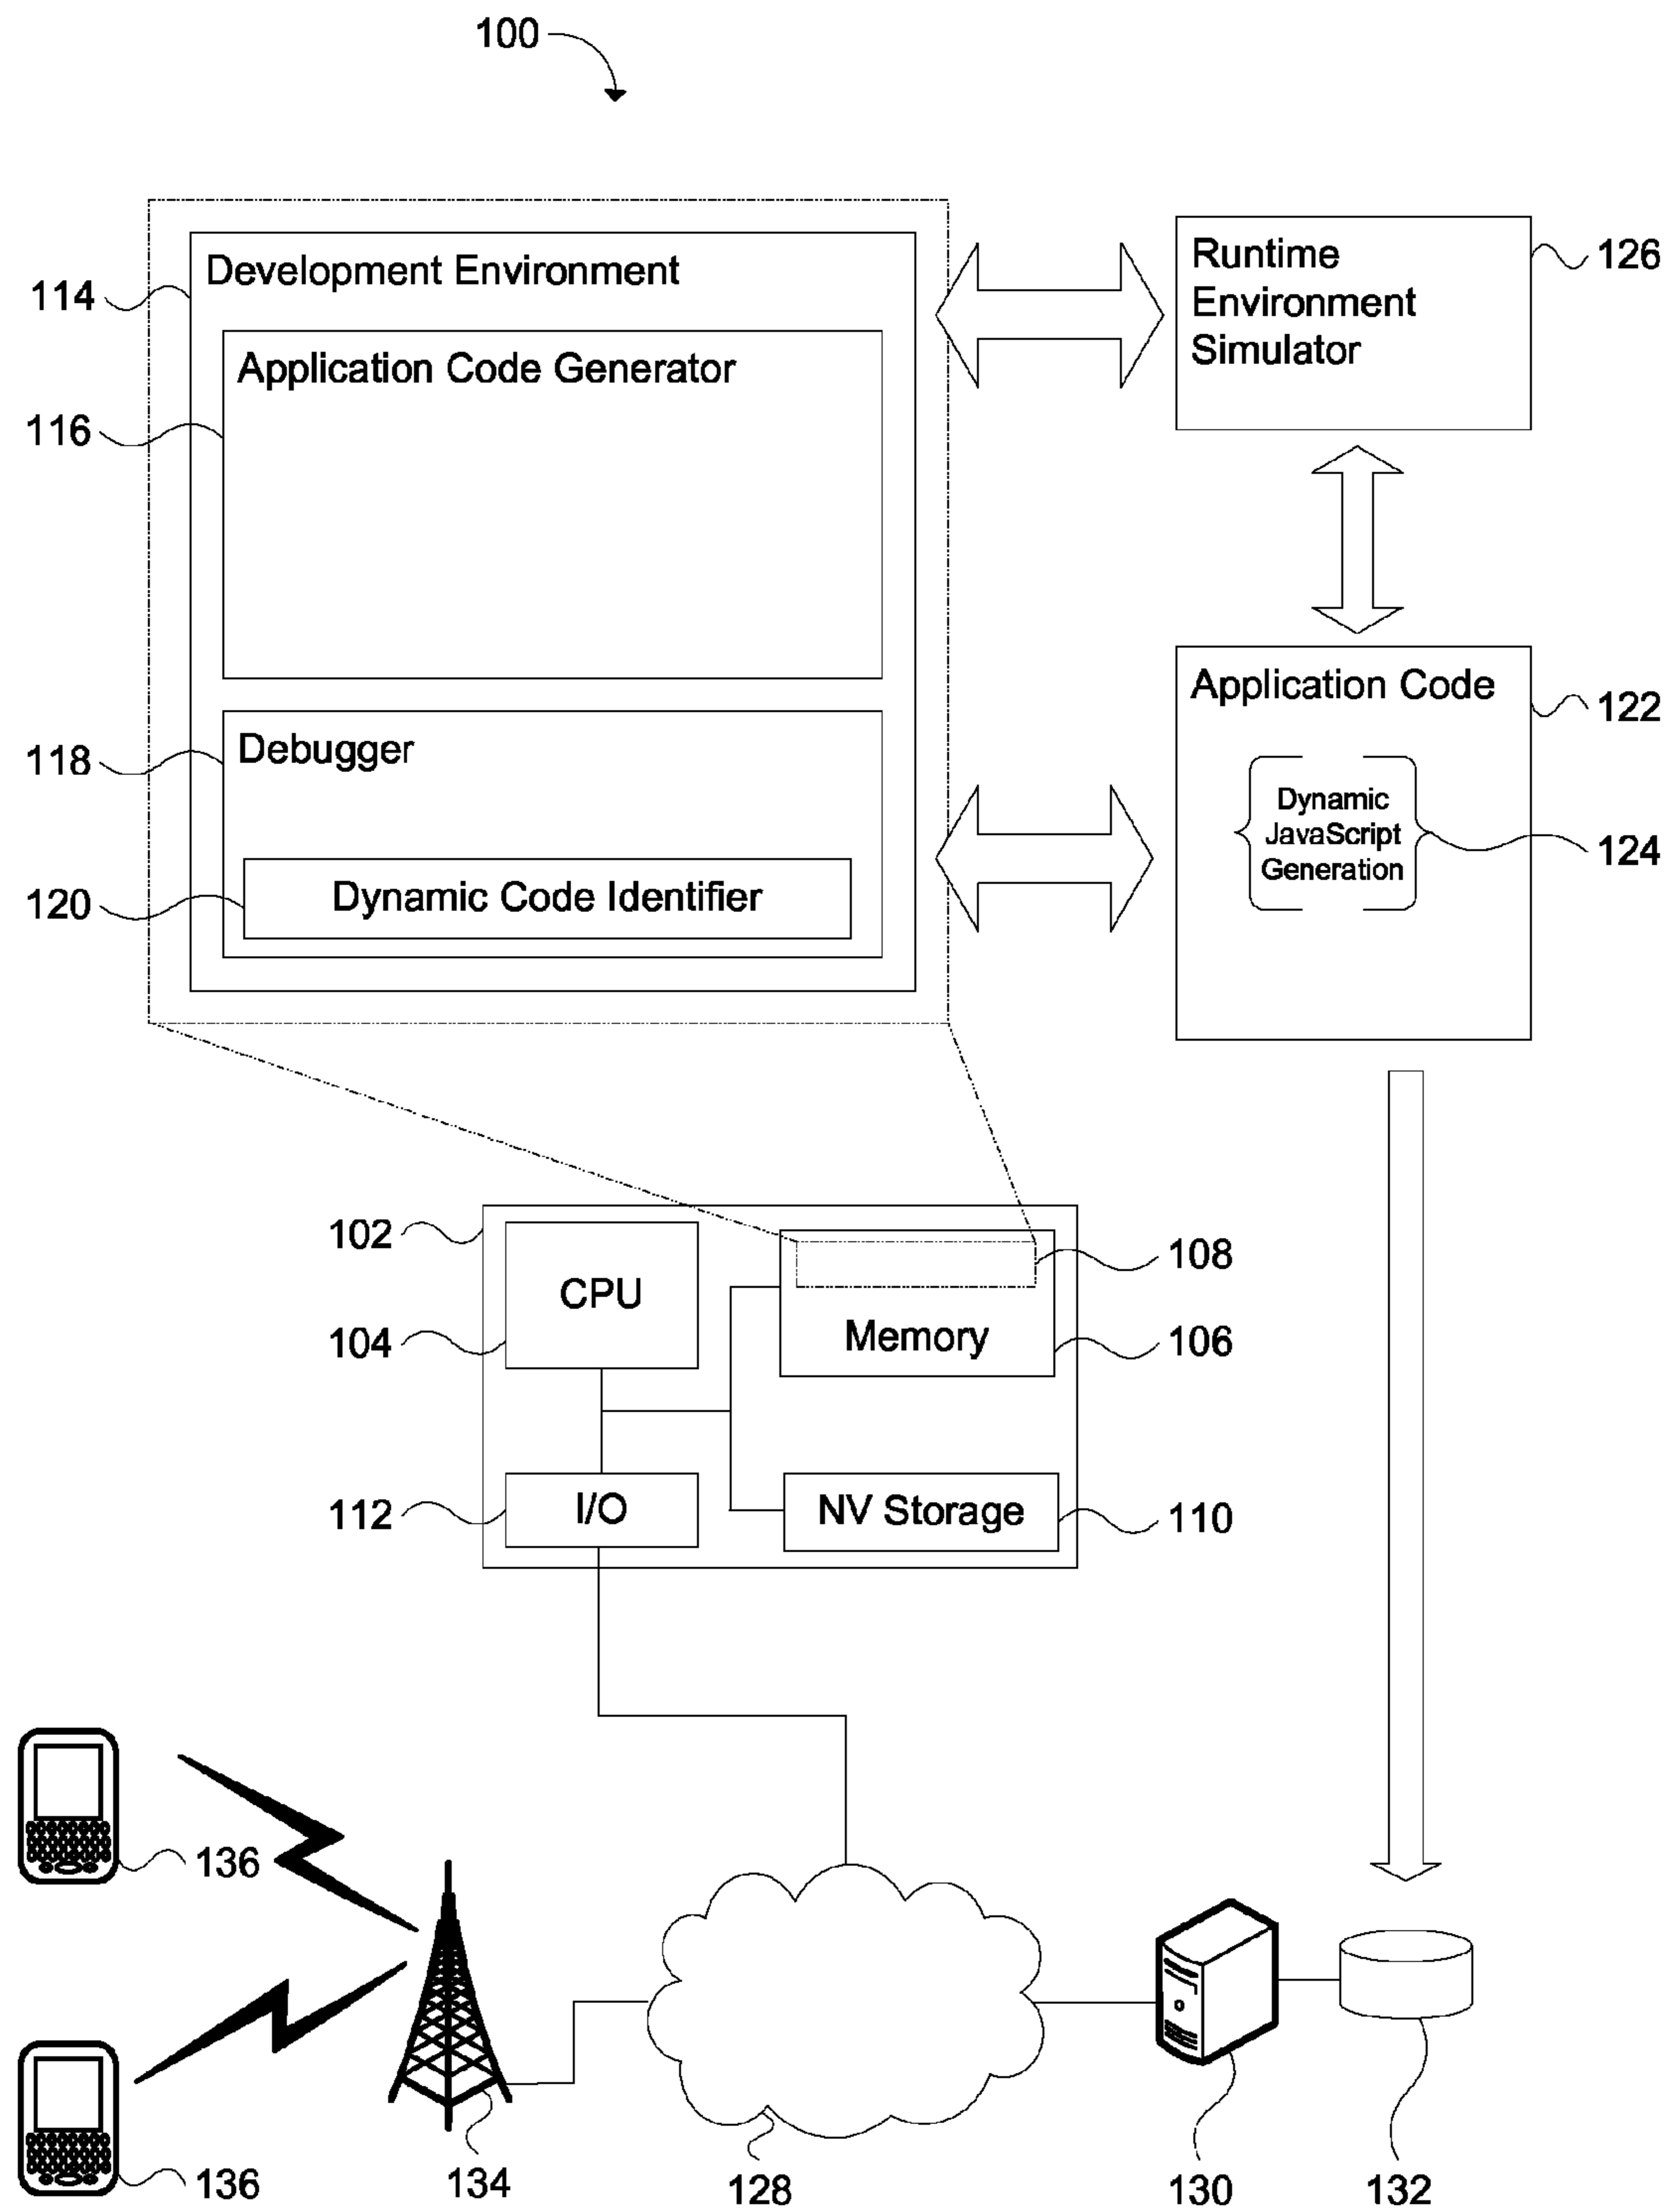 100
Development Environment
114
Application Code Generator
116
118
Debugger
120
Dynamic Code Identifier
Runtime
Environment
Simulator
126
Application Code
122
Dynamic
JavaScript
Generation
124
102
CPU
104
108
Memory
106
112
I/O
NV Storage
110
136
136
134
128
130
132